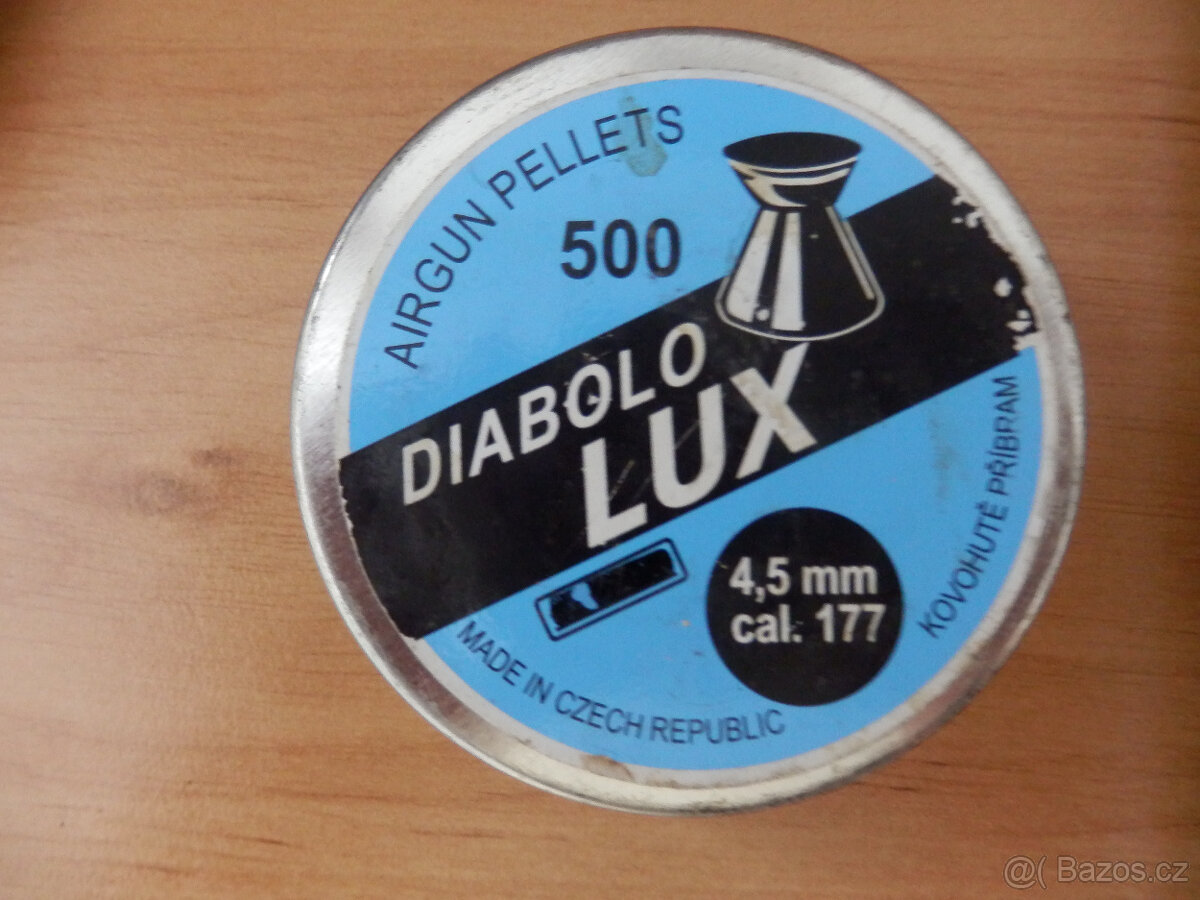 AIRGUN PELLETS
500
DIABOLO
LUX
4,5 mm
cal. 177
KOVOHUTĚ PŘÍBRAM
MADE IN CZECH REPUBLIC
@( Bazos.cz